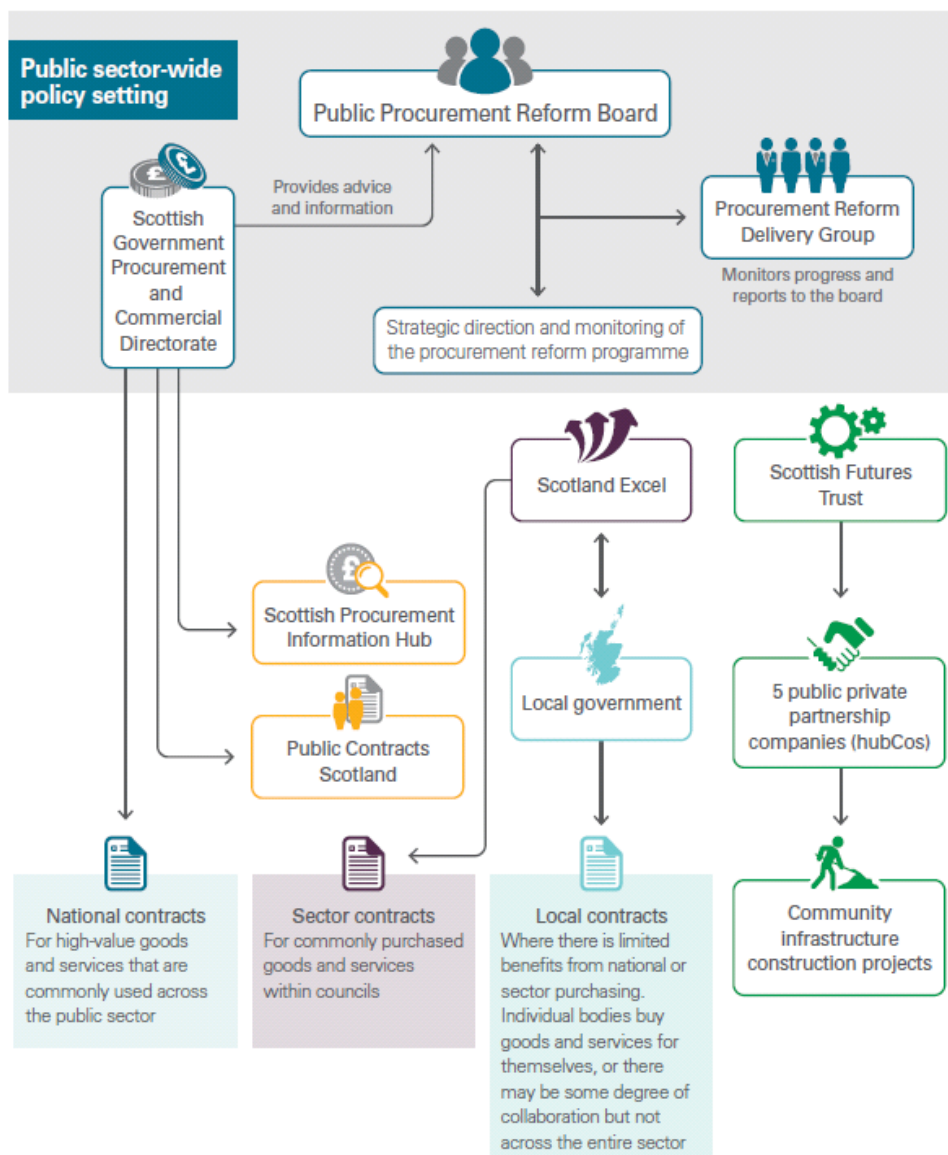 Public sector-wide
policy setting
Public Procurement Reform Board
Provides advice
and information
Scottish
Government
Procurement
and
Commercial
Directorate
Procurement Reform
Delivery Group
Monitors progress and
reports to the board
Strategic direction and monitoring of
the procurement reform programme
Scotland Excel
Scottish Futures
Trust
£
Scottish Procurement
Information Hub
Local government
5 public private
partnership
companies (hubCos)
Public Contracts
Scotland
National contracts
For high-value goods
and services that are
commonly used across
the public sector
Sector contracts
For commonly purchased
goods and services
within councils
Local contracts
Where there is limited
benefits from national or
sector purchasing.
Individual bodies buy
goods and services for
themselves, or there
may be some degree of
collaboration but not
across the entire sector
Community
infrastructure
construction projects